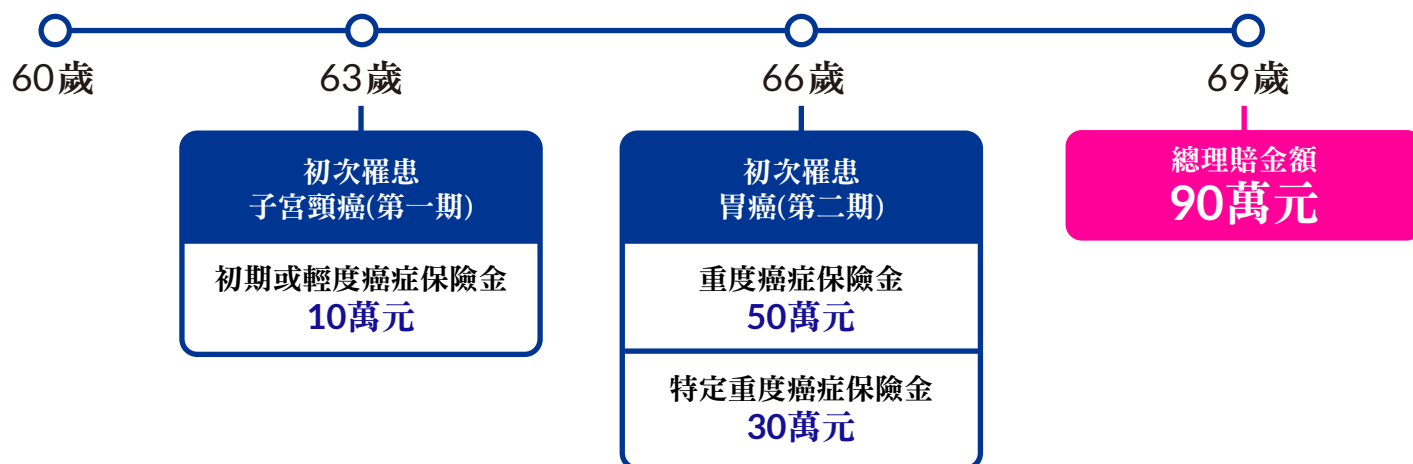 60歲
63歲
66歲
69歲
初次罹患
子宮頸癌(第一期)
初期或輕度癌症保險金
10萬元
初次罹患
胃癌(第二期)
重度癌症保險金
50萬元
特定重度癌症保險金
30萬元
總理賠金額
90萬元